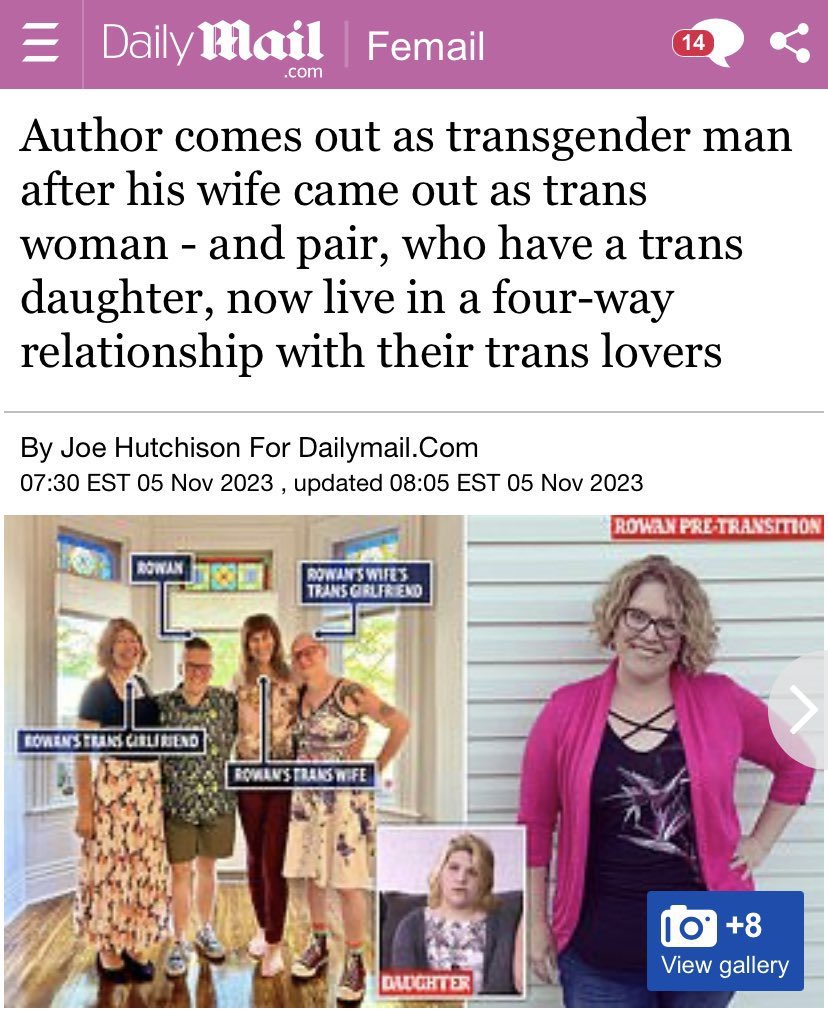 Daily Mail .com | Femail
14
Author comes out as transgender man
after his wife came out as trans
woman - and pair, who have a trans
daughter, now live in a four-way
relationship with their trans lovers
By Joe Hutchison For Dailymail.Com
07:30 EST 05 Nov 2023 , updated 08:05 EST 05 Nov 2023
ROWAN PRE-TRANSITION
ROWAN
ROWAN'S WIFE'S
TRANS GIRLFRIEND
ROWAN'S TRANS GIRLFRIEND
ROWAN'S TRANS WIFE
DAUGHTER
+8
View gallery